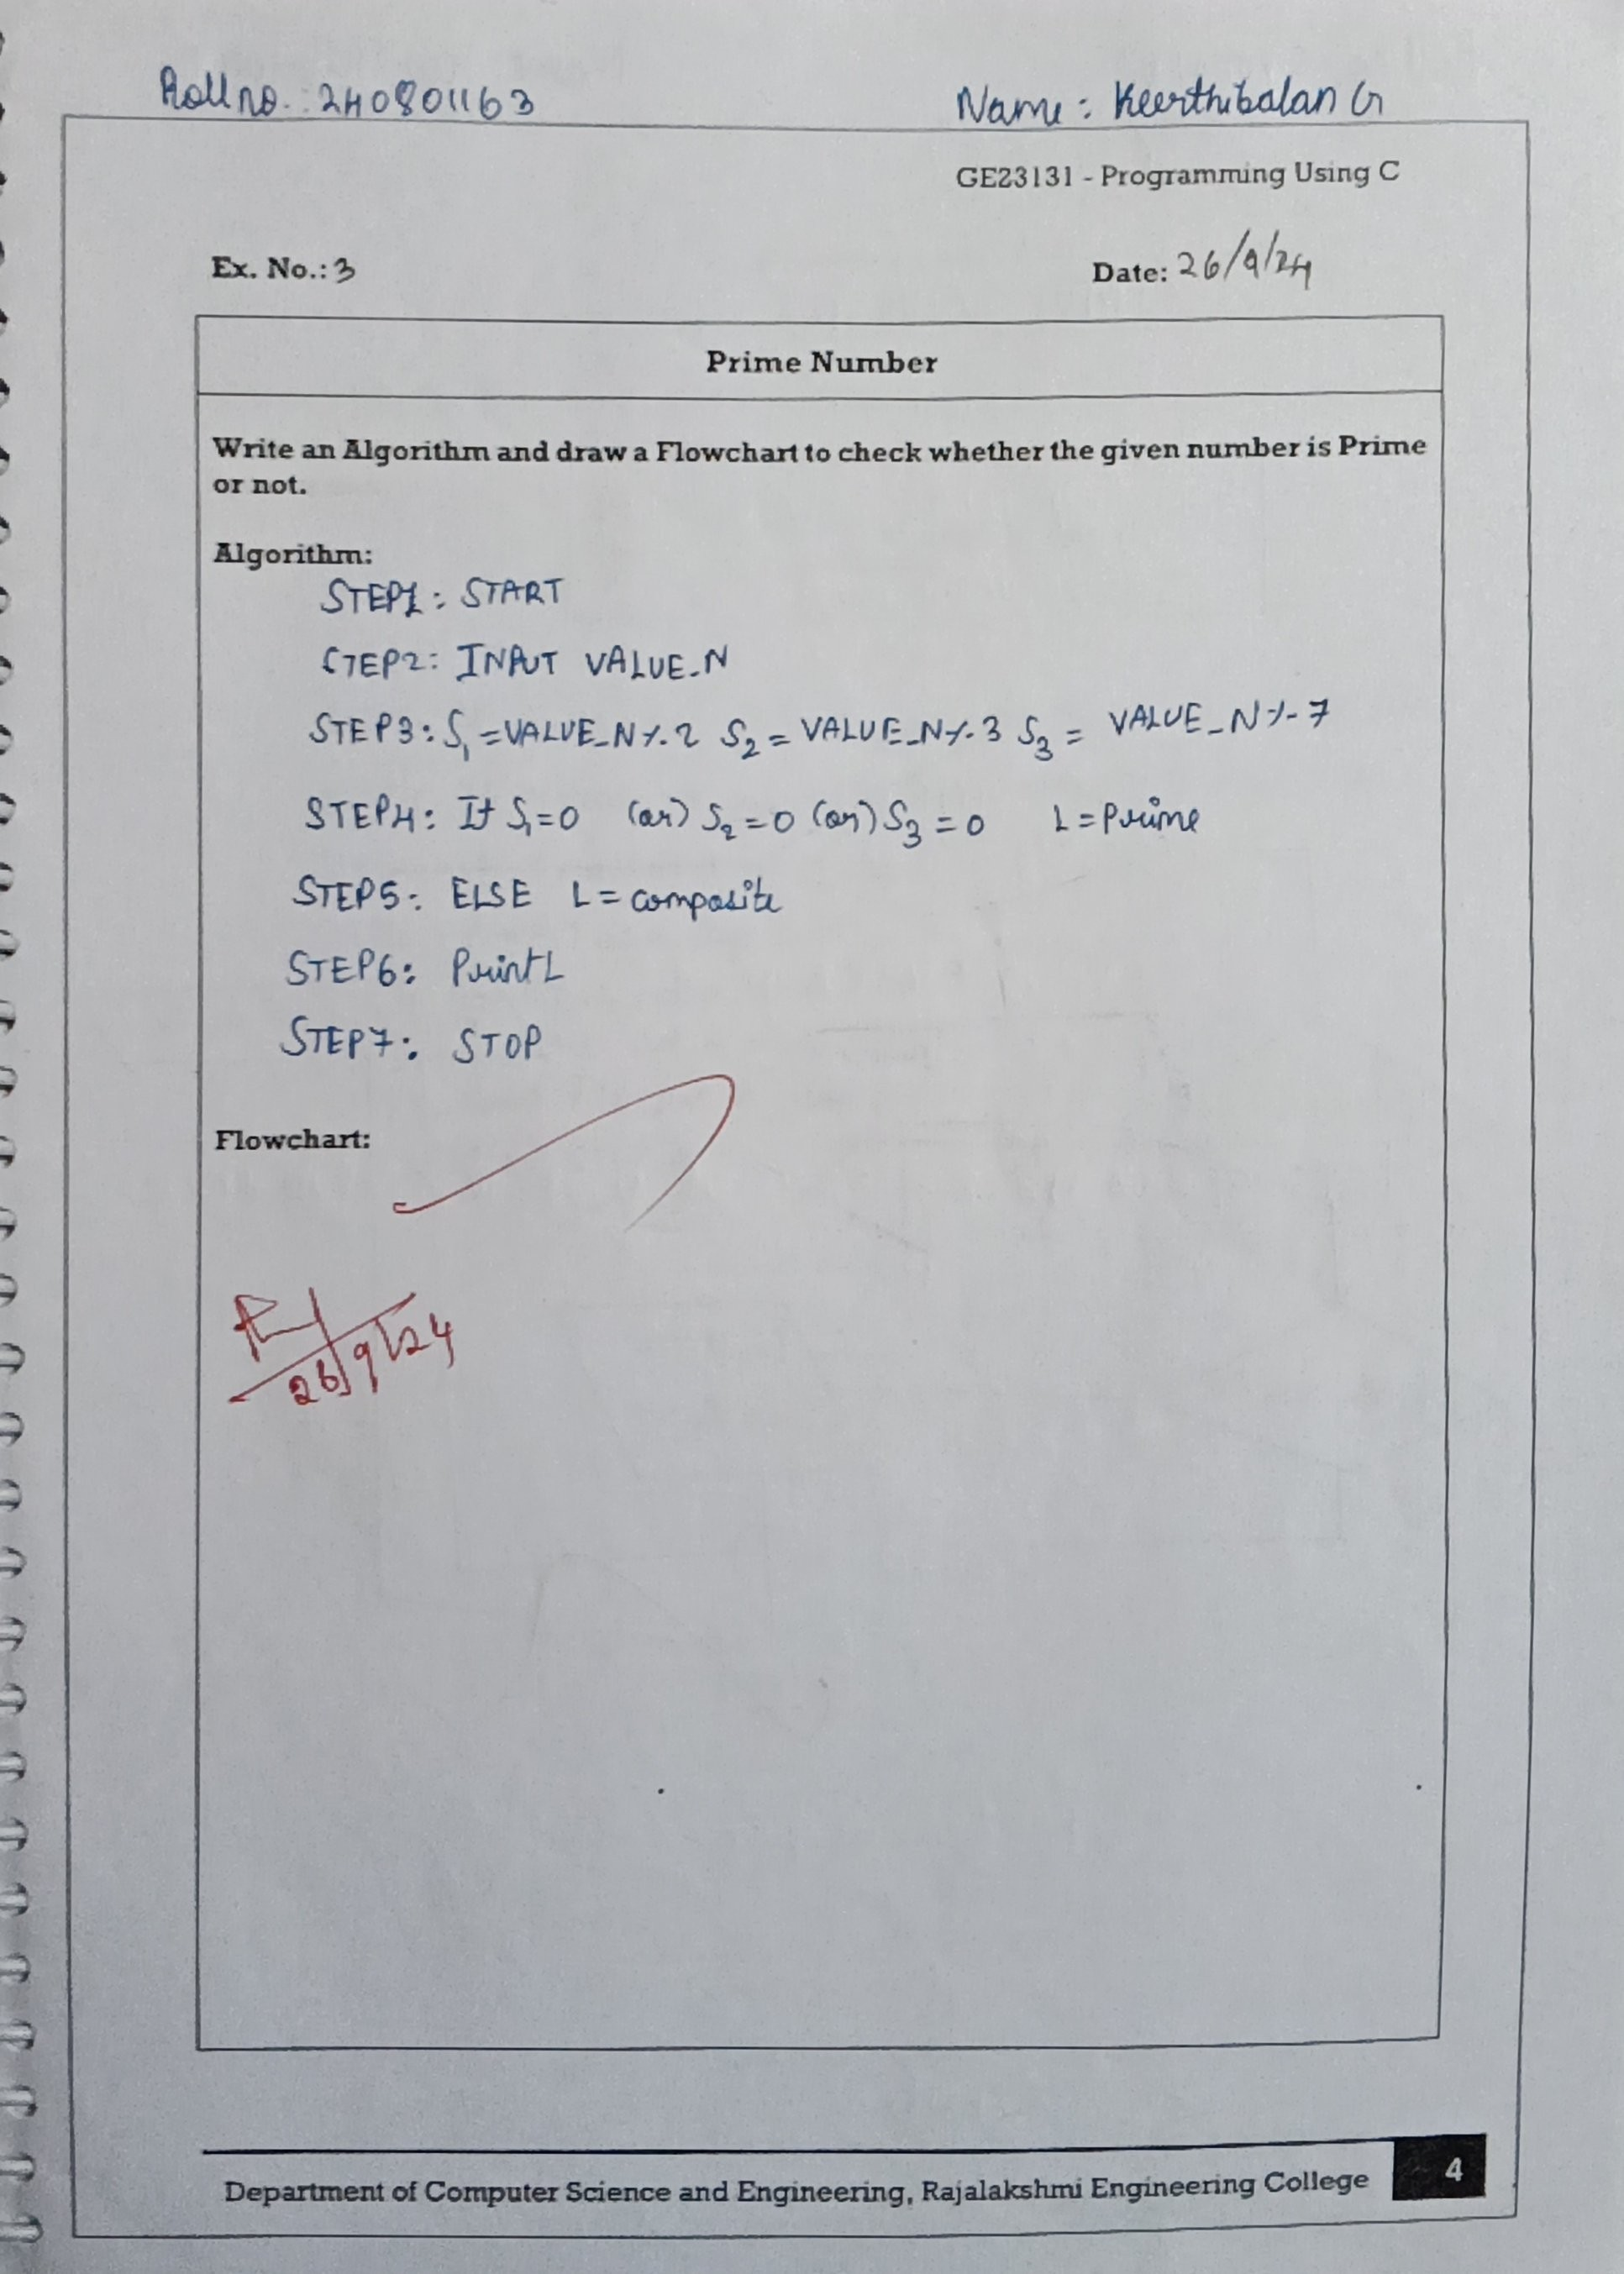 Roll no. : 240801163 Name : Keerthibalan G
GE23131 - Programming Using C
Ex. No.: 3 Date: 26/9/24
Prime Number
Write an Algorithm and draw a Flowchart to check whether the given number is Prime
or not.
Algorithm:
STEP1 : START
STEP2: INPUT VALUE_N
STEP3 : S₁ = VALUE_N % 2 S₂ = VALUE_N % 3 S₃ = VALUE_N % 7
STEP4: If S₁=0 (or) S₂=0 (or) S₃=0 L=Prime
STEP5: ELSE L= composite
STEP6: Print L
STEP7: STOP
Flowchart:
26/9/24
Department of Computer Science and Engineering, Rajalakshmi Engineering College 4